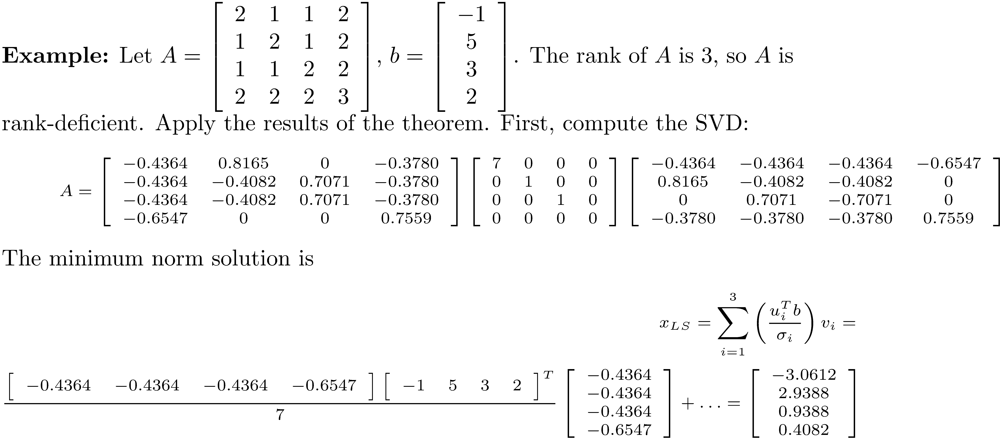 Example: Let $A = \begin{bmatrix} 2 & 1 & 1 & 2 \\ 1 & 2 & 1 & 2 \\ 1 & 1 & 2 & 2 \\ 2 & 2 & 2 & 3 \end{bmatrix}$, $b = \begin{bmatrix} -1 \\ 5 \\ 3 \\ 2 \end{bmatrix}$. The rank of $A$ is 3, so $A$ is
rank-deficient. Apply the results of the theorem. First, compute the SVD:
$A = \begin{bmatrix} -0.4364 & 0.8165 & 0 & -0.3780 \\ -0.4364 & -0.4082 & 0.7071 & -0.3780 \\ -0.4364 & -0.4082 & 0.7071 & -0.3780 \\ -0.6547 & 0 & 0 & 0.7559 \end{bmatrix} \begin{bmatrix} 7 & 0 & 0 & 0 \\ 0 & 1 & 0 & 0 \\ 0 & 0 & 1 & 0 \\ 0 & 0 & 0 & 0 \end{bmatrix} \begin{bmatrix} -0.4364 & -0.4364 & -0.4364 & -0.6547 \\ 0.8165 & -0.4082 & -0.4082 & 0 \\ 0 & 0.7071 & -0.7071 & 0 \\ -0.3780 & -0.3780 & -0.3780 & 0.7559 \end{bmatrix}$
The minimum norm solution is
$x_{LS} = \sum_{i=1}^{3} \left( \frac{u_i^T b}{\sigma_i} \right) v_i =$
$\frac{\begin{bmatrix} -0.4364 & -0.4364 & -0.4364 & -0.6547 \end{bmatrix} \begin{bmatrix} -1 & 5 & 3 & 2 \end{bmatrix}^T}{7} \begin{bmatrix} -0.4364 \\ -0.4364 \\ -0.4364 \\ -0.6547 \end{bmatrix} + \ldots = \begin{bmatrix} -3.0612 \\ 2.9388 \\ 0.9388 \\ 0.4082 \end{bmatrix}$